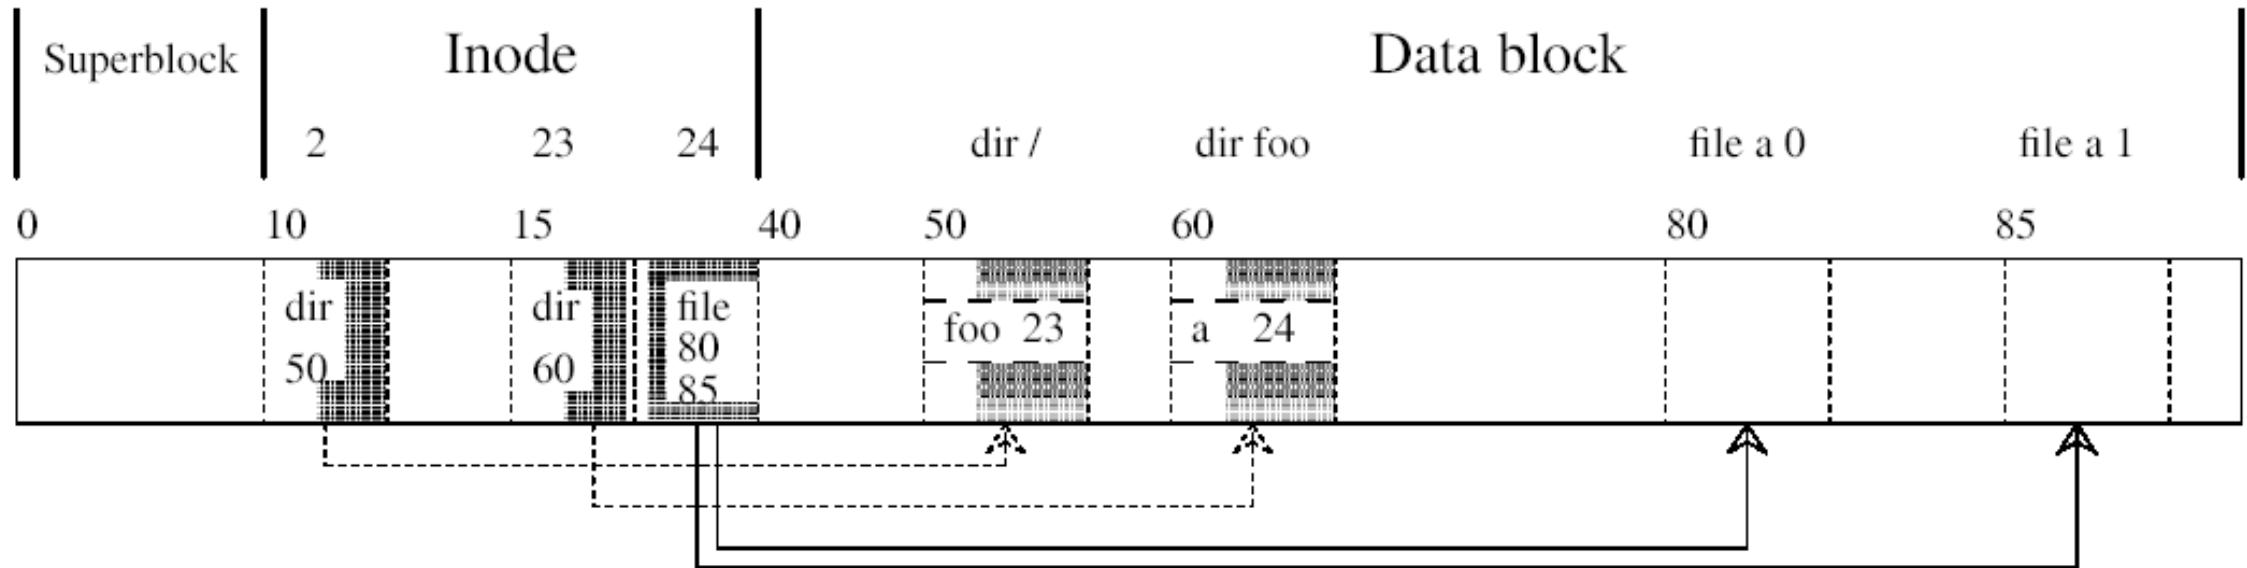 Superblock Inode Data block
2 23 24 dir / dir foo file a 0 file a 1
0 10 15 40 50 60 80 85
dir dir file
foo 23 a 24
80
50 60 85